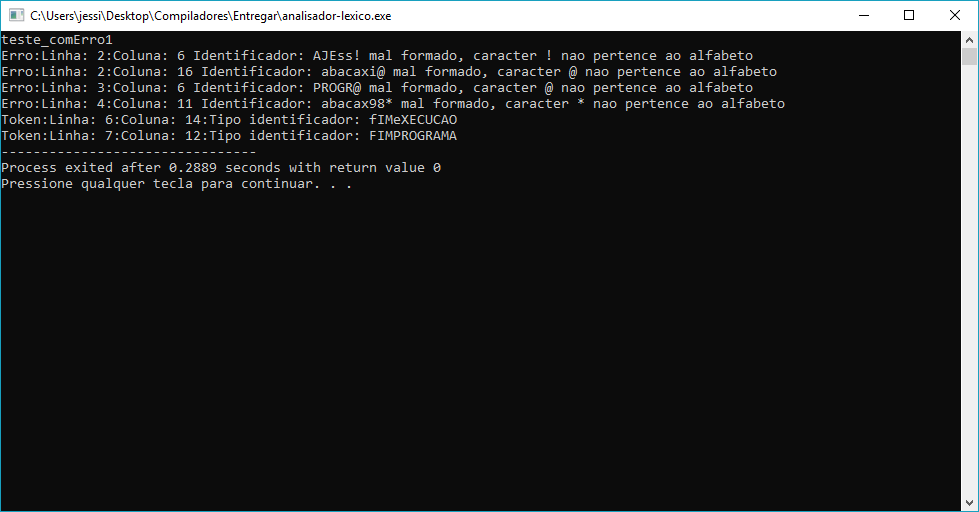 C:\Users\jessi\Desktop\Compiladores\Entregar\analisador-lexico.exe
teste_comErro1
Erro:Linha: 2:Coluna: 6 Identificador: AJEss! mal formado, caracter ! nao pertence ao alfabeto
Erro:Linha: 2:Coluna: 16 Identificador: abacaxi@ mal formado, caracter @ nao pertence ao alfabeto
Erro:Linha: 3:Coluna: 6 Identificador: PROGR@ mal formado, caracter @ nao pertence ao alfabeto
Erro:Linha: 4:Coluna: 11 Identificador: abacax98* mal formado, caracter * nao pertence ao alfabeto
Token:Linha: 6:Coluna: 14:Tipo identificador: fIMeXECUCAO
Token:Linha: 7:Coluna: 12:Tipo identificador: FIMPROGRAMA
--------------------------------
Process exited after 0.2889 seconds with return value 0
Pressione qualquer tecla para continuar. . .